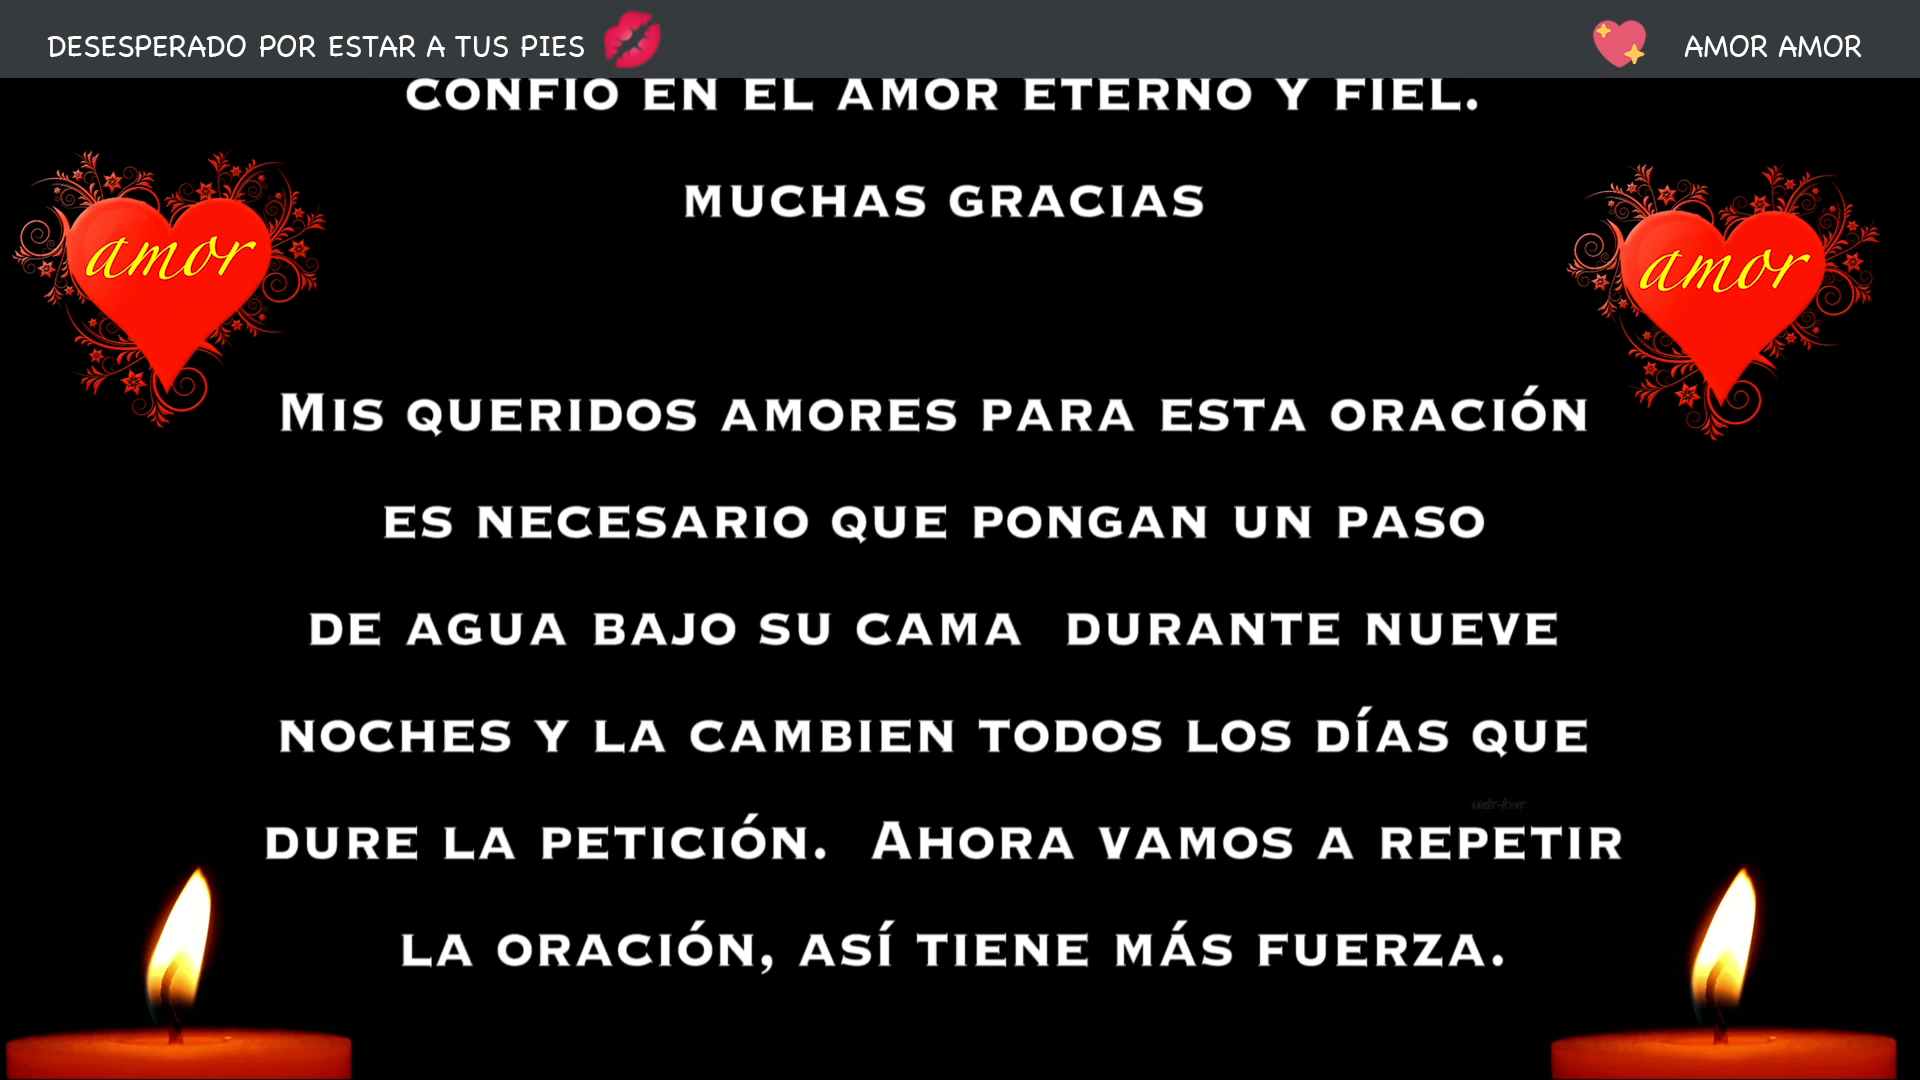 DESESPERADO POR ESTAR A TUS PIES
AMOR AMOR
CONFIO EN EL AMOR ETERNO Y FIEL.
MUCHAS GRACIAS
amor
amor
MIS QUERIDOS AMORES PARA ESTA ORACIÓN
ES NECESARIO QUE PONGAN UN PASO
DE AGUA BAJO SU CAMA DURANTE NUEVE
NOCHES Y LA CAMBIEN TODOS LOS DÍAS QUE
DURE LA PETICIÓN. AHORA VAMOS A REPETIR
LA ORACIÓN, ASÍ TIENE MÁS FUERZA.